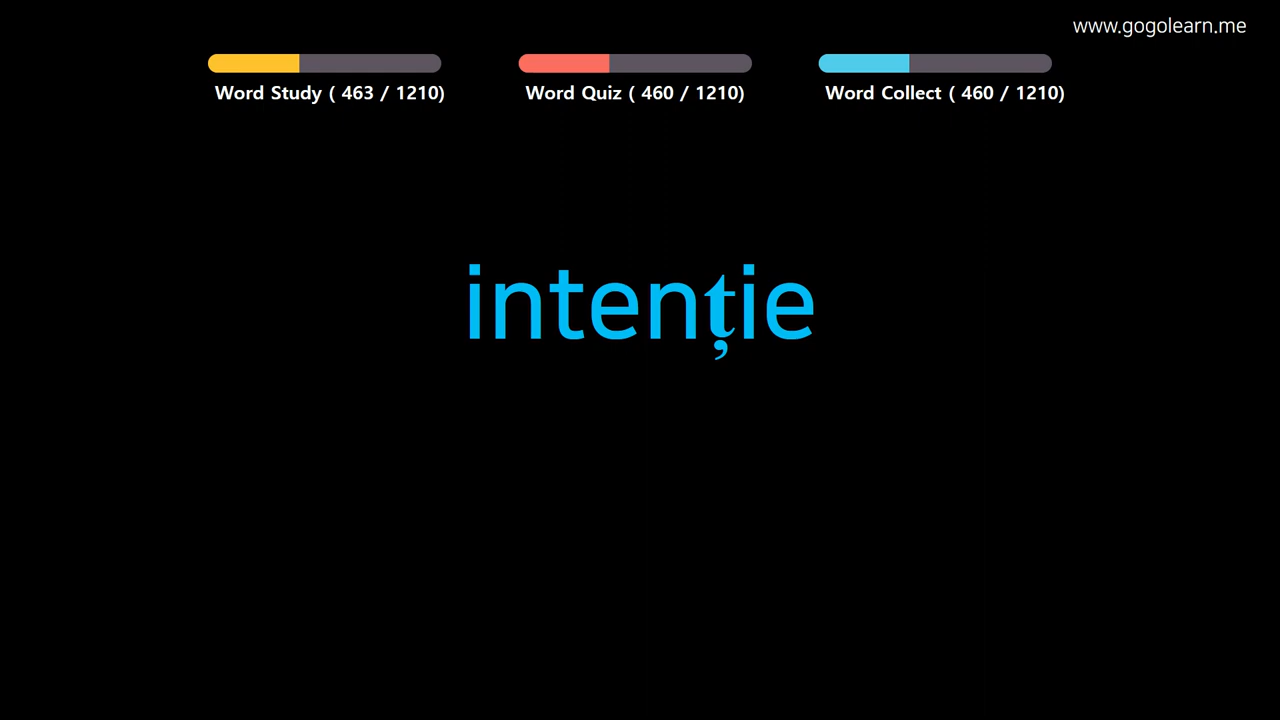 www.gogolearn.me
Word Study ( 463 / 1210)
Word Quiz ( 460 / 1210)
Word Collect ( 460 / 1210)
intenție